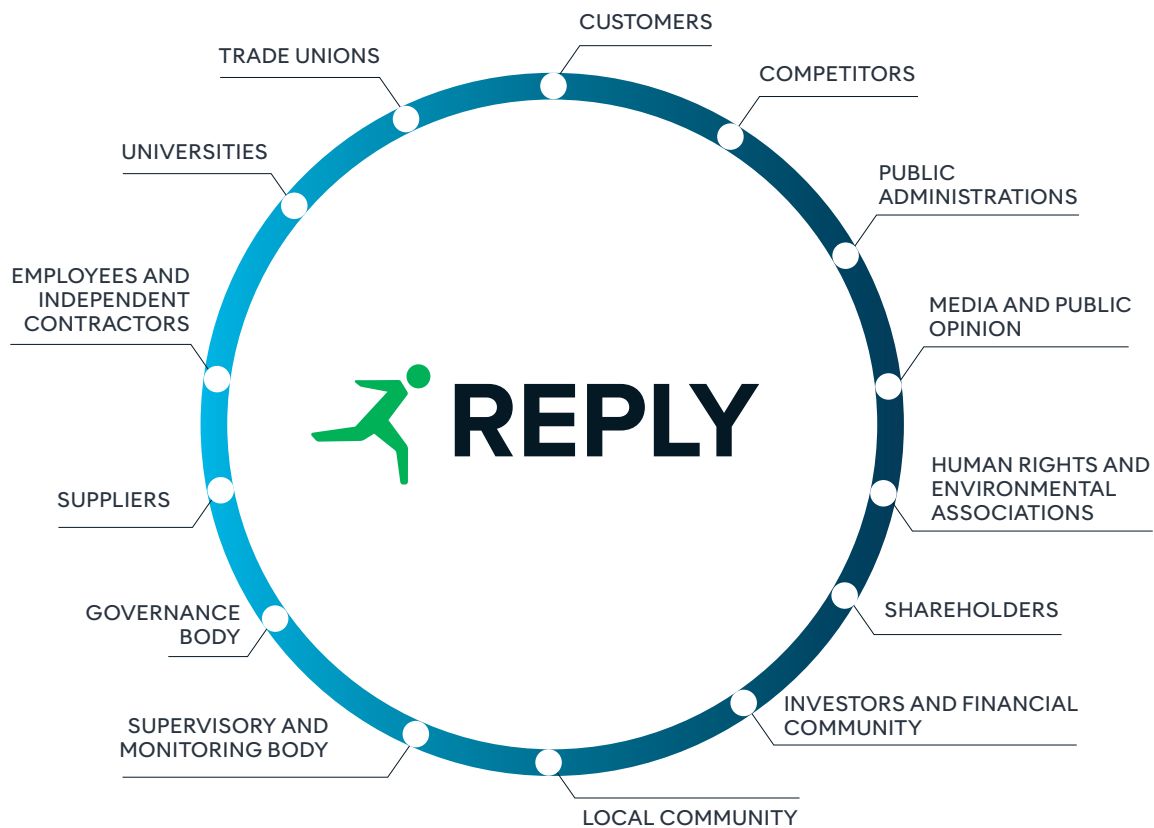 CUSTOMERS
COMPETITORS
PUBLIC
ADMINISTRATIONS
MEDIA AND PUBLIC
OPINION
HUMAN RIGHTS AND
ENVIRONMENTAL
ASSOCIATIONS
SHAREHOLDERS
INVESTORS AND FINANCIAL
COMMUNITY
LOCAL COMMUNITY
SUPERVISORY AND
MONITORING BODY
GOVERNANCE
BODY
SUPPLIERS
EMPLOYEES AND
INDEPENDENT
CONTRACTORS
UNIVERSITIES
TRADE UNIONS
REPLY